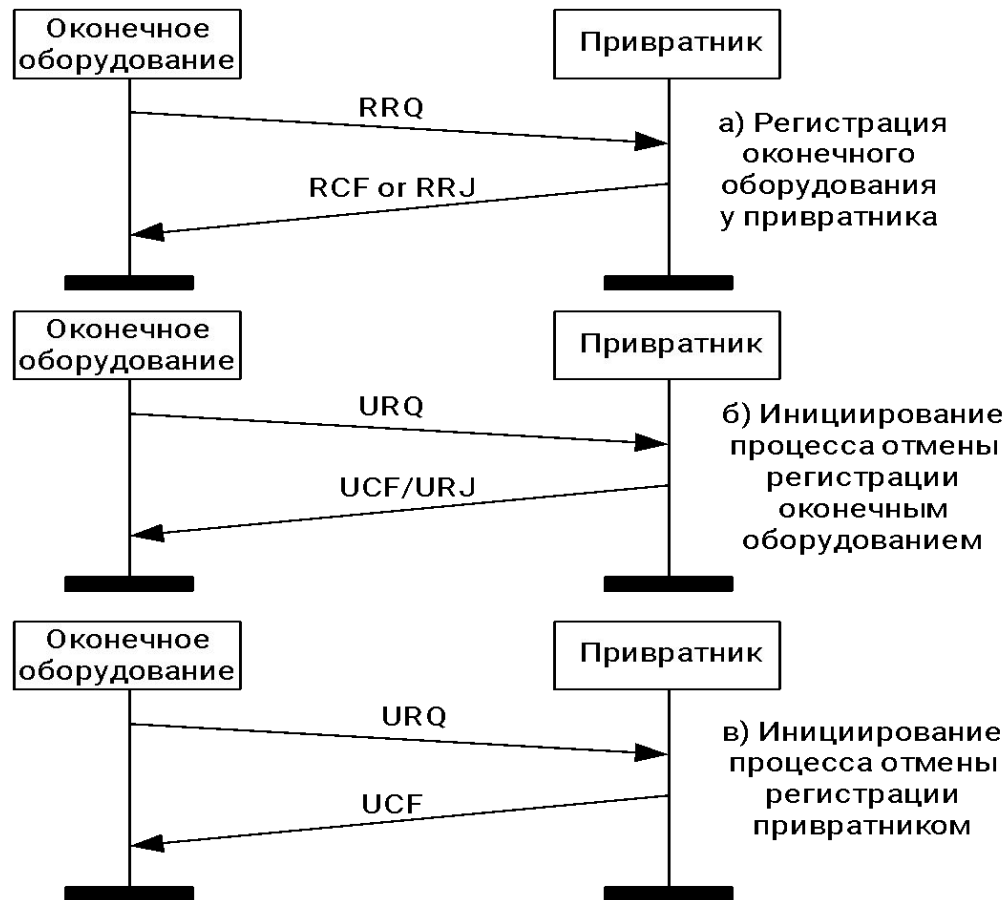 Оконечное
оборудование
Привратник
RRQ
RCF or RRJ
а) Регистрация
оконечного
оборудования
у привратника
Оконечное
оборудование
Привратник
URQ
UCF/URJ
б) Инициирование
процесса отмены
регистрации
оконечным
оборудованием
Оконечное
оборудование
Привратник
URQ
UCF
в) Инициирование
процесса отмены
регистрации
привратником